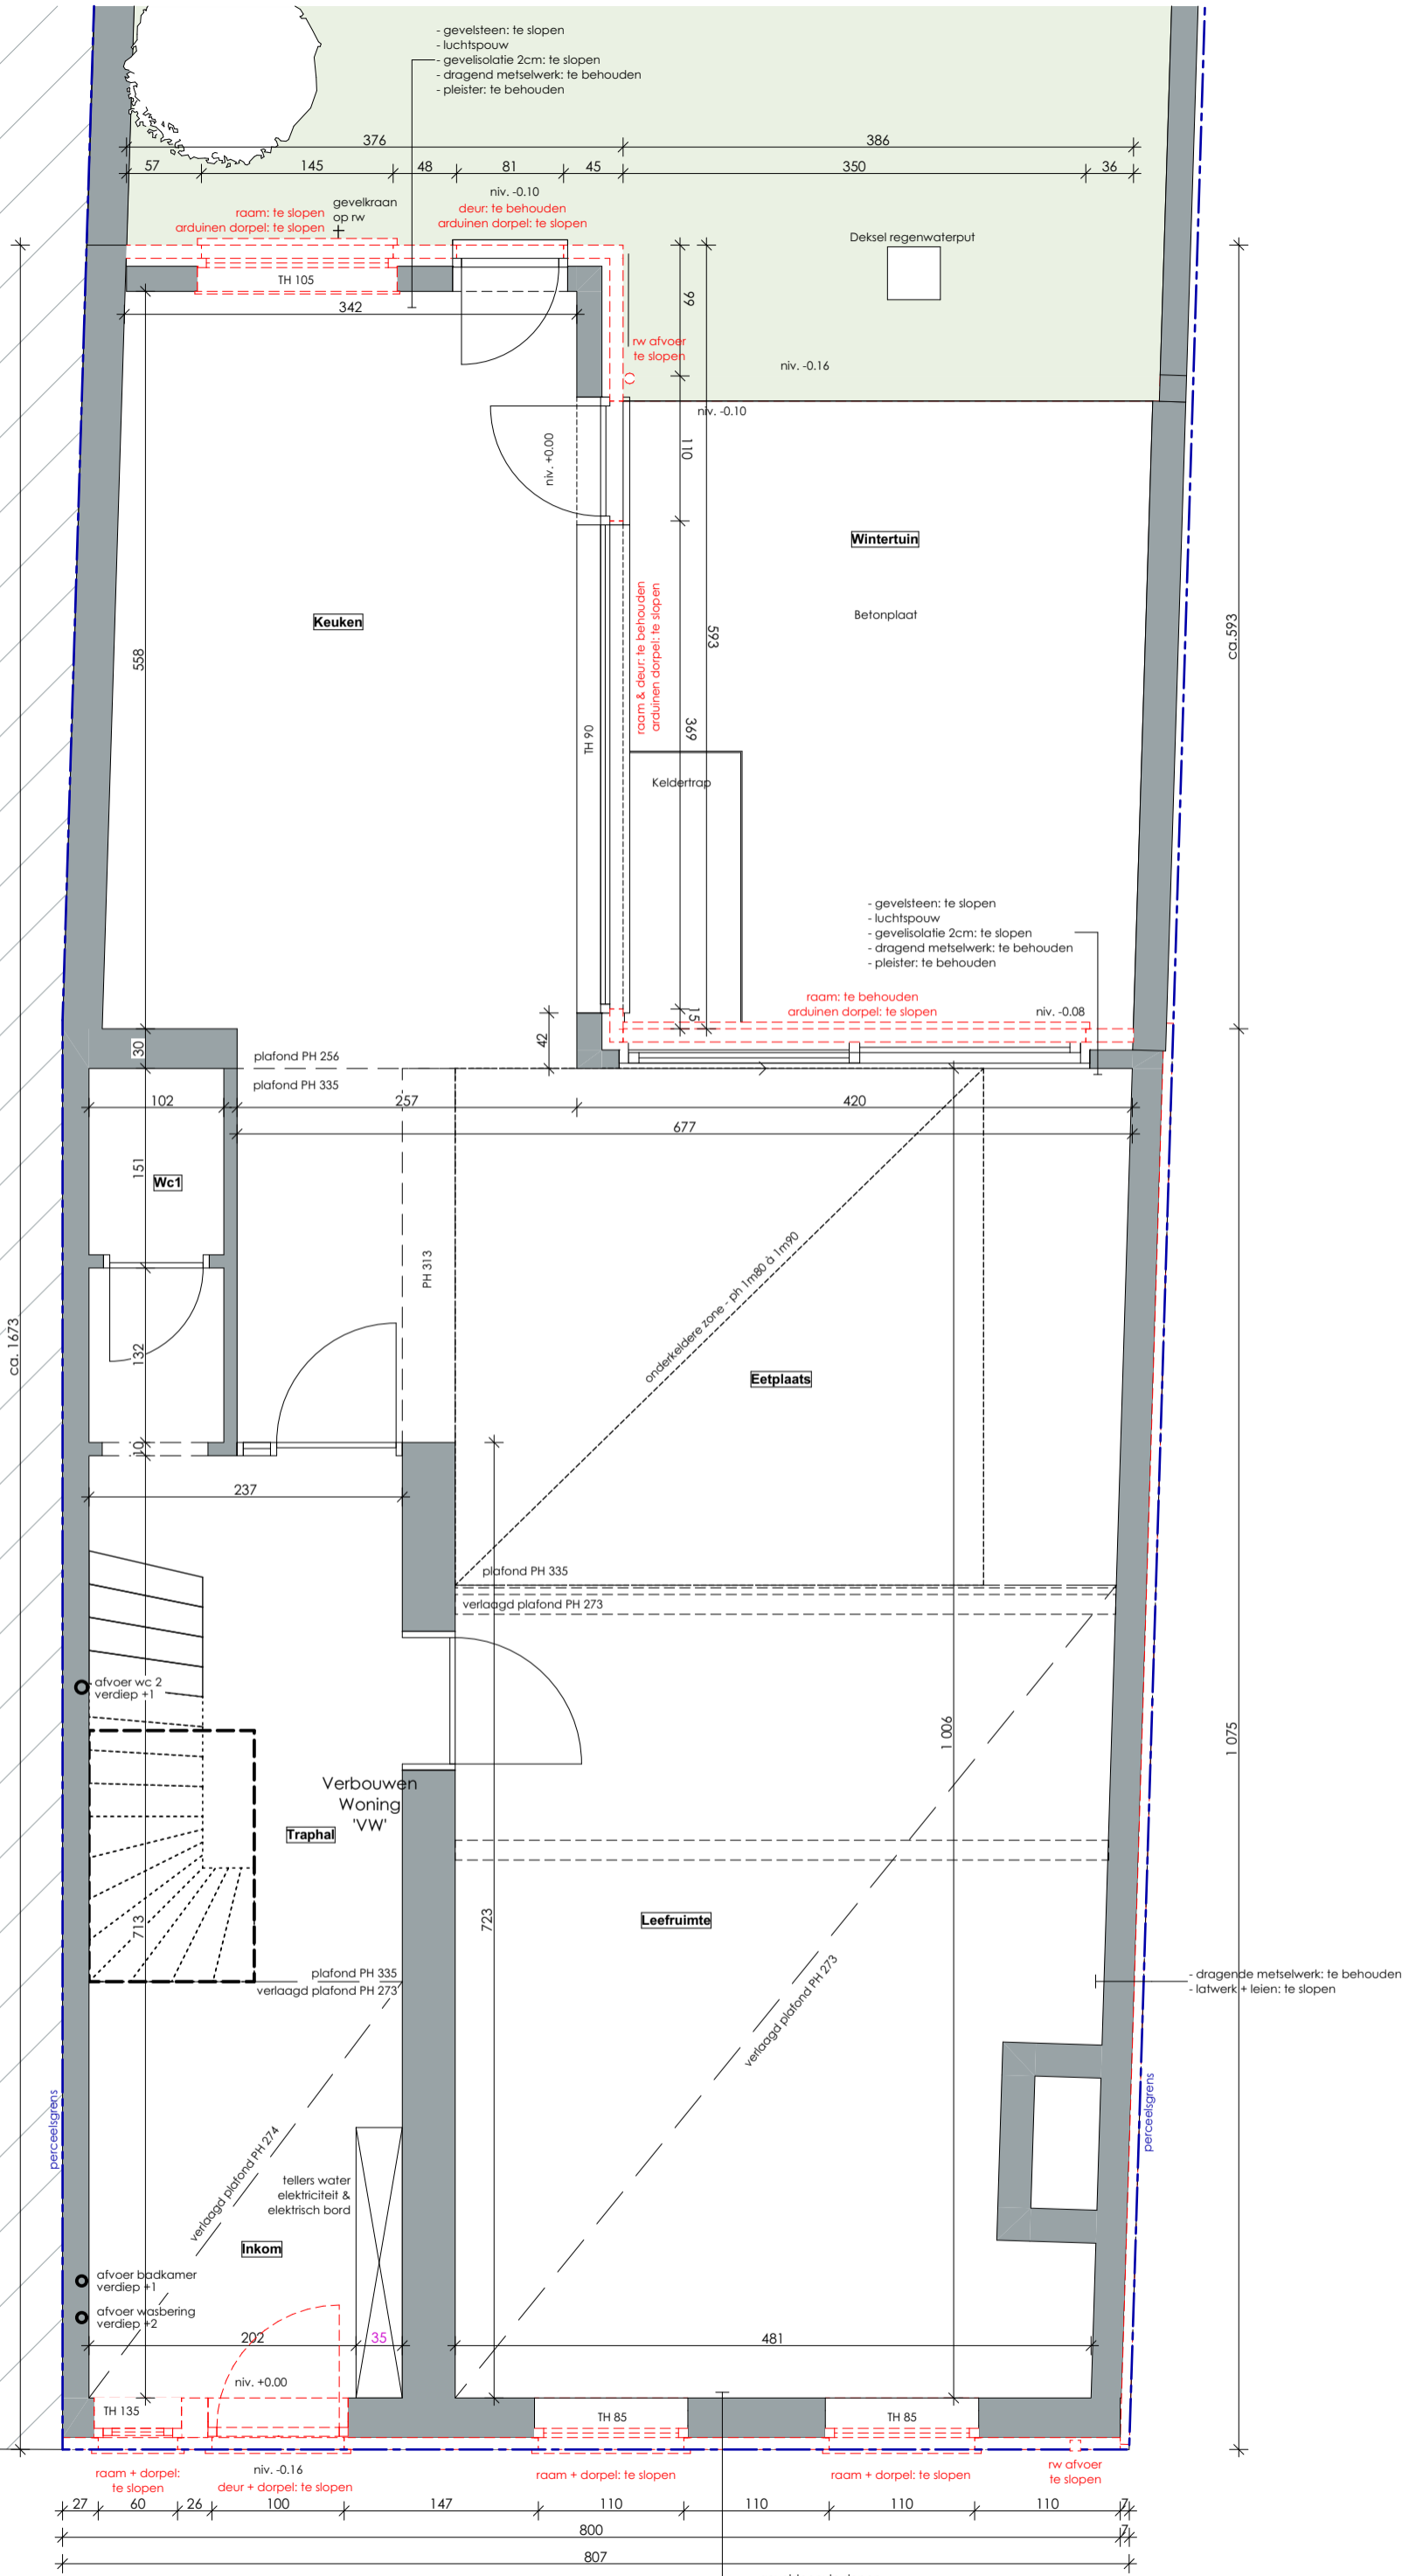 - gevelsteen: te slopen
- luchtspouw
- gevelisolatie 2cm: te slopen
- dragend metselwerk: te behouden
- pleister: te behouden
376
386
57
145
48
81
45
350
36
niv. -0.10
raam: te slopen
arduinen dorpel: te slopen
gevelkraan
op rw
deur: te behouden
arduinen dorpel: te slopen
Deksel regenwaterput
TH 105
342
99
rw afvoer
te slopen
niv. -0.16
niv. -0.10
niv. +0.00
110
Wintertuin
Betonplaat
Keuken
raam & deur: te behouden
arduinen dorpel: te slopen
593
ca.593
558
TH 90
369
Keldertrap
- gevelsteen: te slopen
- luchtspouw
- gevelisolatie 2cm: te slopen
- dragend metselwerk: te behouden
- pleister: te behouden
raam: te behouden
arduinen dorpel: te slopen
niv. -0.08
15
42
30
plafond PH 256
plafond PH 335
102
257
420
677
151
Wc1
PH 313
onderkeldere zone - ph 1m80 à 1m90
ca. 1673
132
Eetplaats
10
237
plafond PH 335
verlaagd plafond PH 273
afvoer wc 2
verdiep +1
1 006
1 075
Verbouwen
Woning
'VW'
Traphal
713
723
Leefruimte
plafond PH 335
verlaagd plafond PH 273
- dragende metselwerk: te behouden
- latwerk + leien: te slopen
verlaagd plafond PH 273
perceelsgrens
perceelsgrens
verlaagd plafond PH 274
tellers water
elektriciteit &
elektrisch bord
Inkom
afvoer badkamer
verdiep +1
afvoer wasbering
verdiep +2
202
35
481
niv. +0.00
TH 135
TH 85
TH 85
raam + dorpel:
te slopen
niv. -0.16
deur + dorpel: te slopen
raam + dorpel: te slopen
raam + dorpel: te slopen
rw afvoer
te slopen
27
60
26
100
147
110
110
110
110
7
800
7
807